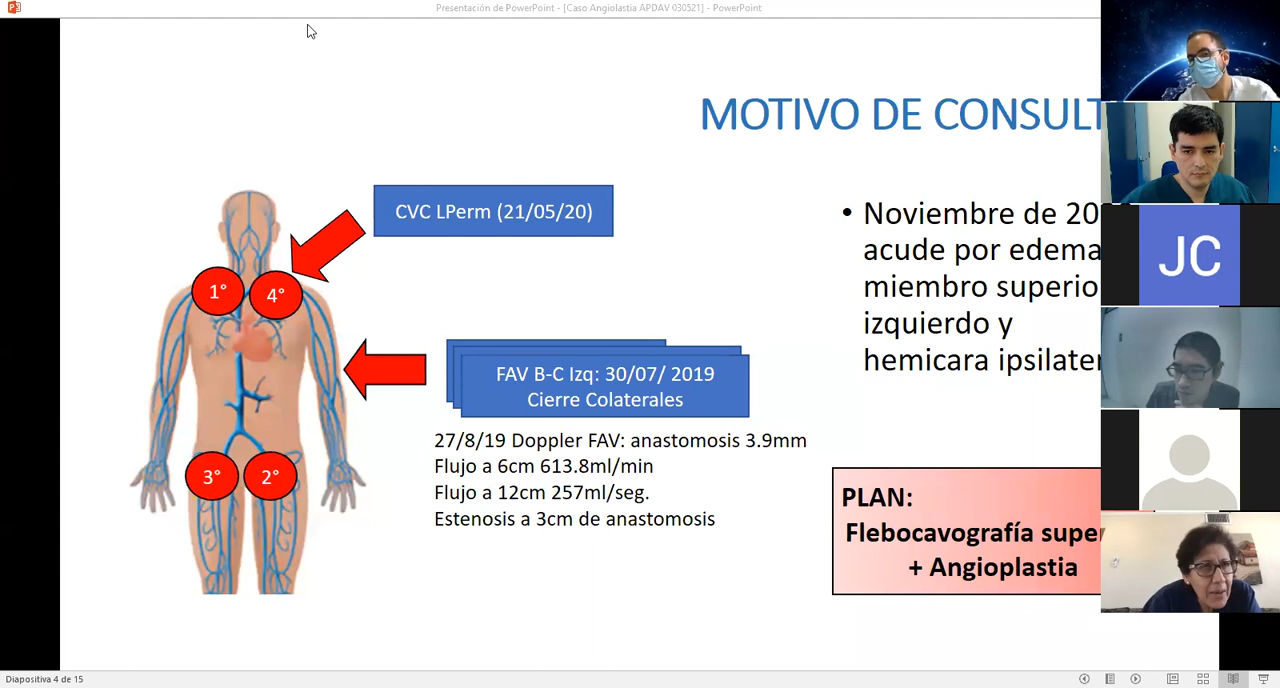 Presentación de PowerPoint - [Caso Angiolastia APDAV 030521] - PowerPoint
MOTIVO DE CONSULT
CVC LPerm (21/05/20)
1°
4°
FAV B-C Izq: 30/07/ 2019
Cierre Colaterales
27/8/19 Doppler FAV: anastomosis 3.9mm
Flujo a 6cm 613.8ml/min
Flujo a 12cm 257ml/seg.
Estenosis a 3cm de anastomosis
3°
2°
• Noviembre de 20
acude por edema
miembro superio
izquierdo y
hemicara ipsilater
PLAN:
Flebocavografía supe
+ Angioplastia
JC
Diapositiva 4 de 15